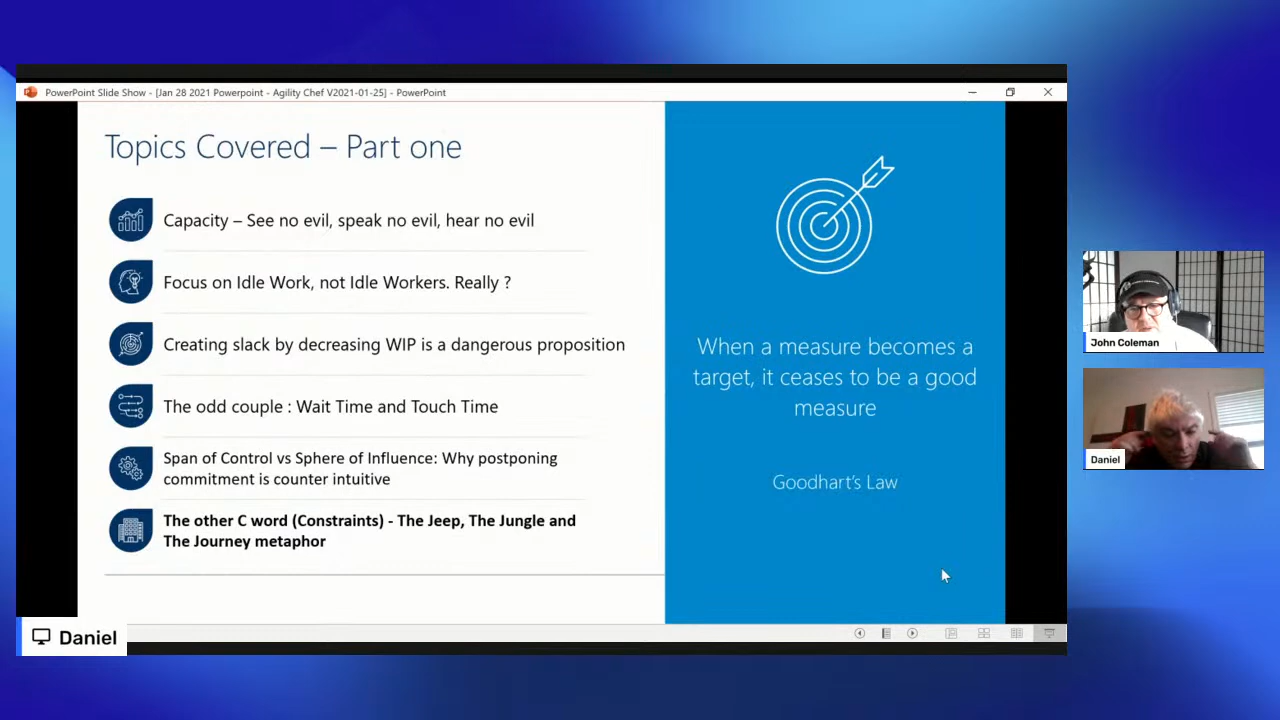 PowerPoint Slide Show - [Jan 28 2021 Powerpoint - Agility Chef V2021-01-25] - PowerPoint
Topics Covered – Part one
Capacity – See no evil, speak no evil, hear no evil
Focus on Idle Work, not Idle Workers. Really ?
Creating slack by decreasing WIP is a dangerous proposition
The odd couple : Wait Time and Touch Time
Span of Control vs Sphere of Influence: Why postponing
commitment is counter intuitive
The other C word (Constraints) - The Jeep, The Jungle and
The Journey metaphor
When a measure becomes a
target, it ceases to be a good
measure
Goodhart's Law
John Coleman
Daniel
Daniel